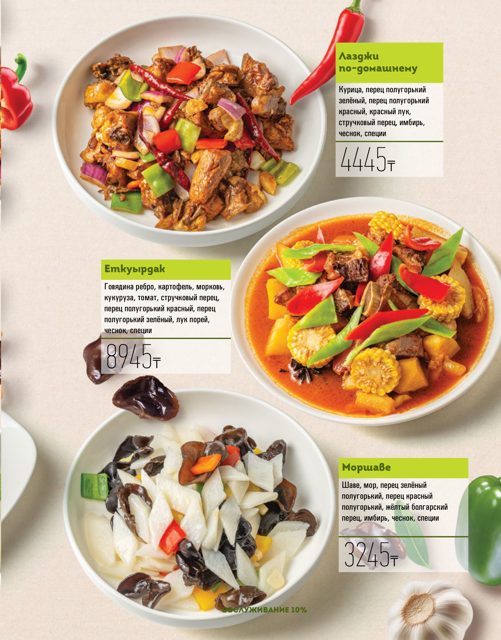 Лазджи
по-домашнему
Курица, перец полугорький
зелёный, перец полугорький
красный, красный лук,
стручковый перец, имбирь,
чеснок, специи
4445₸
Еткуырдак
Говядина ребро, картофель, морковь,
кукуруза, томат, стручковый перец,
перец полугорький красный, перец
полугорький зелёный, лук порей,
чеснок, специи
8945₸
Моршаве
Шаве, мор, перец зелёный
полугорький, перец красный
полугорький, жёлтый болгарский
перец, имбирь, чеснок, специи
3245₸
ОБСЛУЖИВАНИЕ 10%